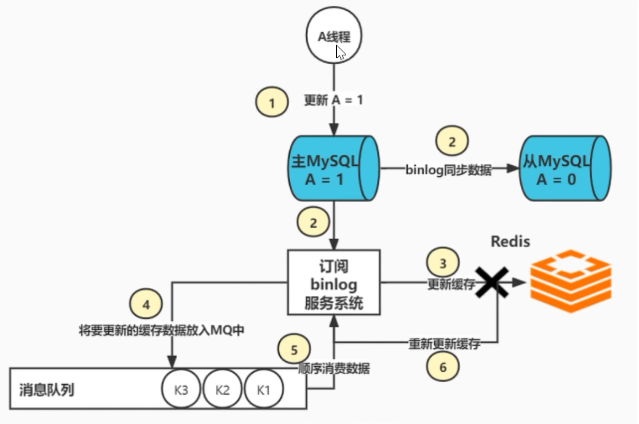 A线程
1
更新 A = 1
主MySQL
A = 1
2
binlog同步数据
从MySQL
A = 0
2
Redis
订阅
binlog
服务系统
3
更新缓存
4
将要更新的缓存数据放入MQ中
5
顺序消费数据
重新更新缓存
6
消息队列
K3
K2
K1